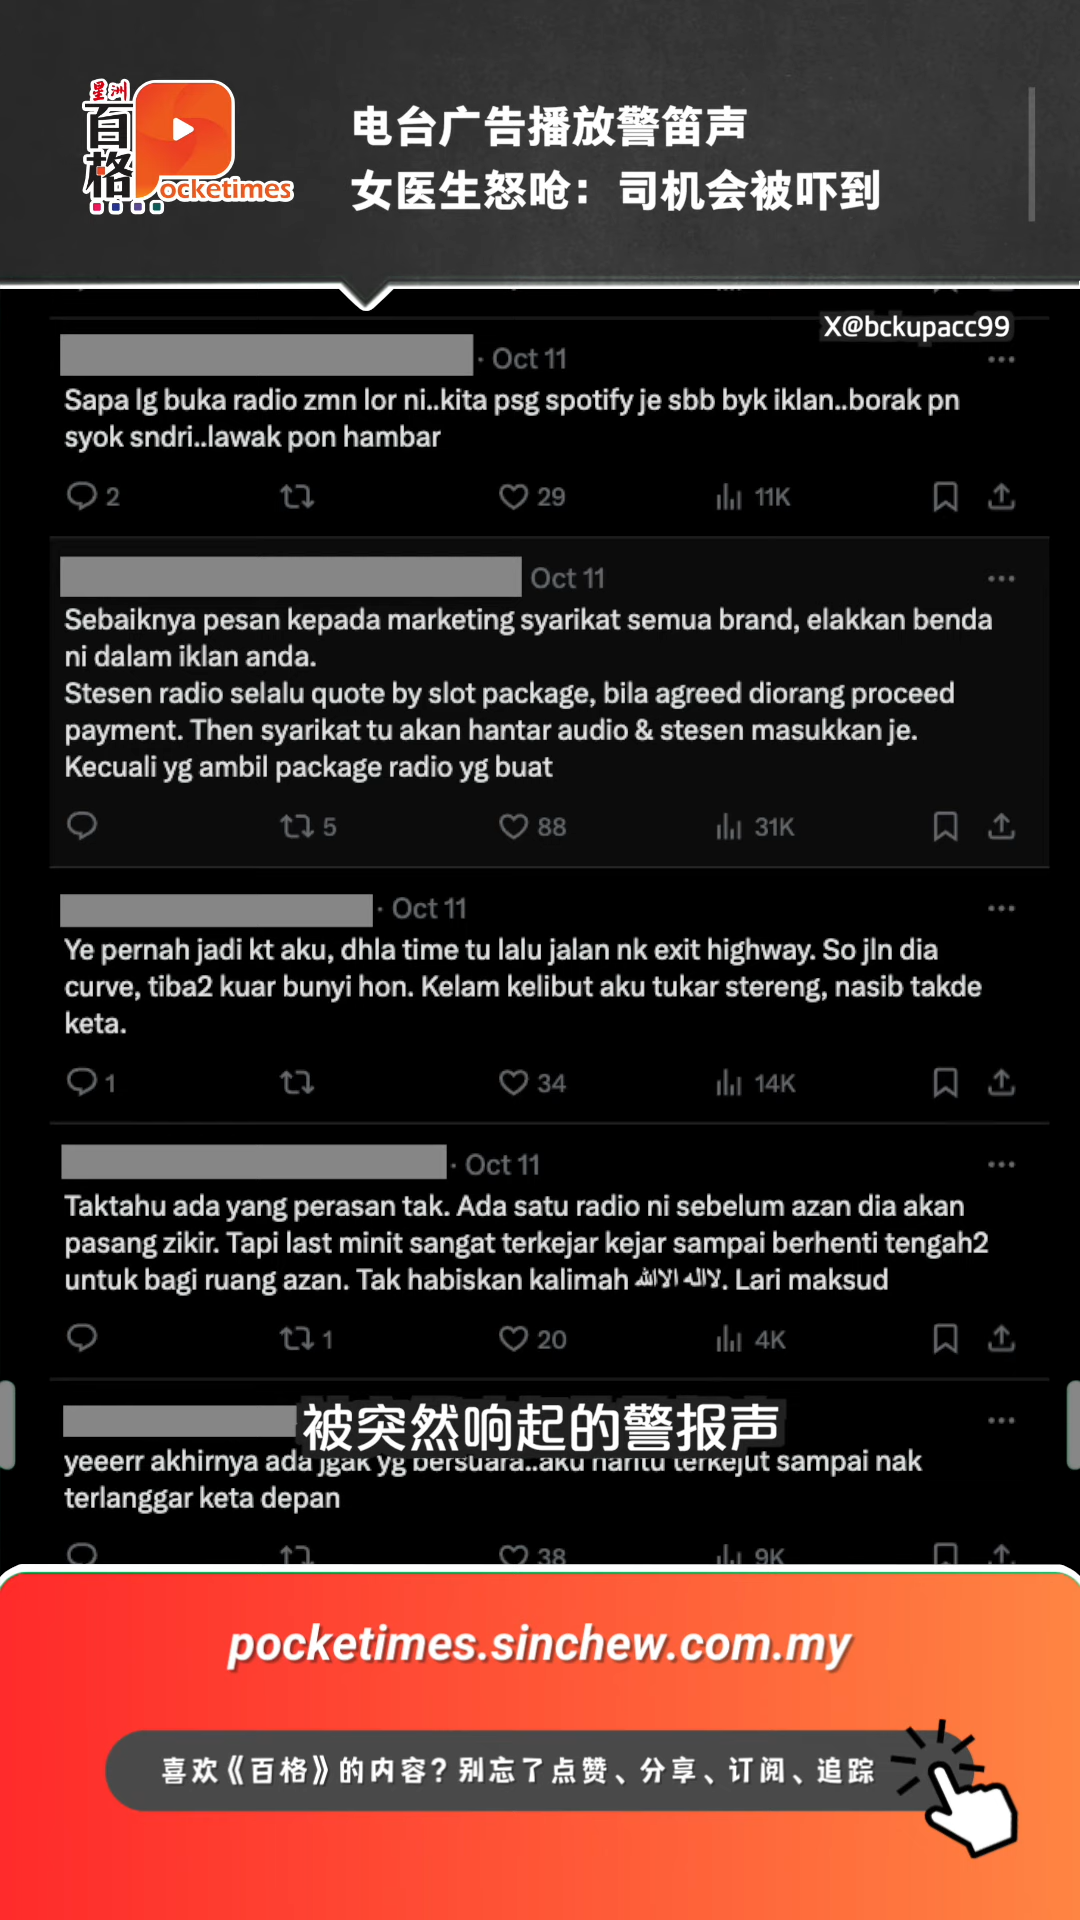 星洲
百格
Pocketimes
电台广告播放警笛声
女医生怒呛：司机会被吓到
X@bckupacc99
· Oct 11
Sapa lg buka radio zmn lor ni..kita psg spotify je sbb byk iklan..borak pn
syok sndri..lawak pon hambar
2
29
11K
Oct 11
Sebaiknya pesan kepada marketing syarikat semua brand, elakkan benda
ni dalam iklan anda.
Stesen radio selalu quote by slot package, bila agreed diorang proceed
payment. Then syarikat tu akan hantar audio & stesen masukkan je.
Kecuali yg ambil package radio yg buat
5
88
31K
· Oct 11
Ye pernah jadi kt aku, dhla time tu lalu jalan nk exit highway. So jln dia
curve, tiba2 kuar bunyi hon. Kelam kelibut aku tukar stereng, nasib takde
keta.
1
34
14K
· Oct 11
Taktahu ada yang perasan tak. Ada satu radio ni sebelum azan dia akan
pasang zikir. Tapi last minit sangat terkejar kejar sampai berhenti tengah2
untuk bagi ruang azan. Tak habiskan kalimah لااله الاالله. Lari maksud
1
20
4K
被突然响起的警报声
yeeerr akhirnya ada jgak yg bersuara..aku haritu terkejut sampai nak
terlanggar keta depan
38
9K
pocketimes.sinchew.com.my
喜欢《百格》的内容？别忘了点赞、分享、订阅、追踪